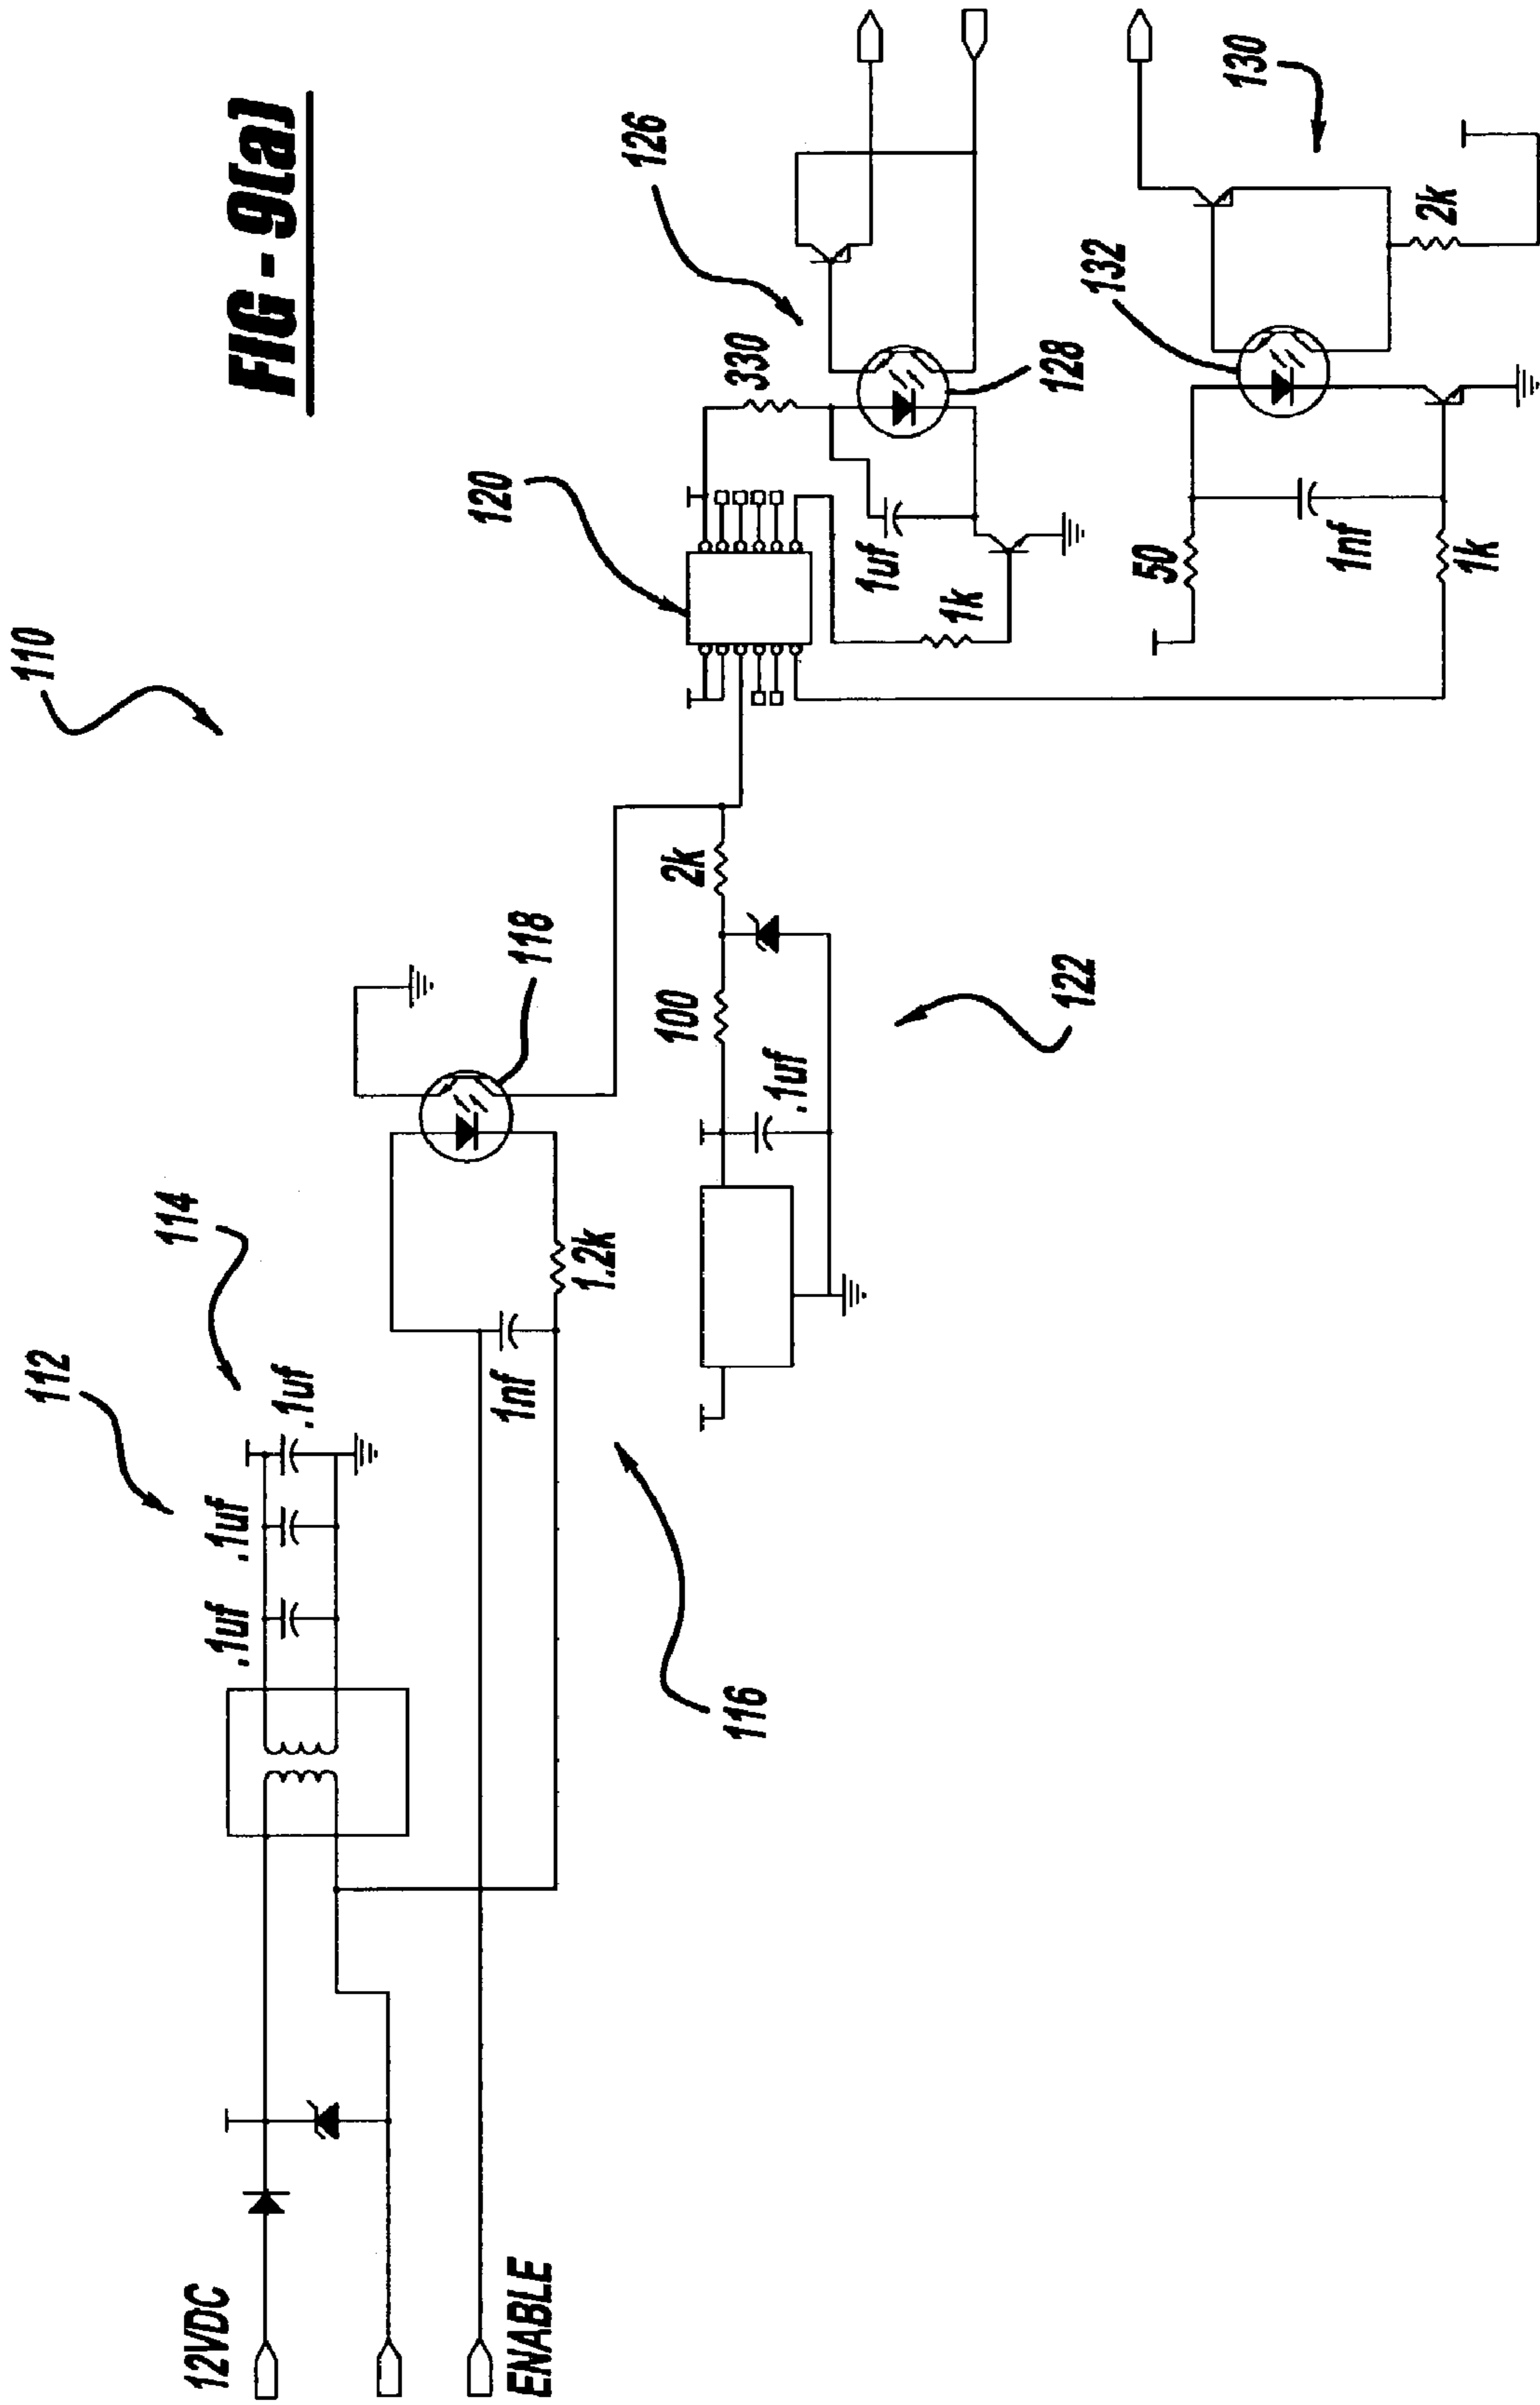 FIG - 9(a)
110
112
114
.1uf
.1uf
.1uf
12VDC
ENABLE
116
1nf
1.2k
118
122
.1uf
100
2k
120
330
126
128
1uf
1k
130
132
50
1nf
1k
2k